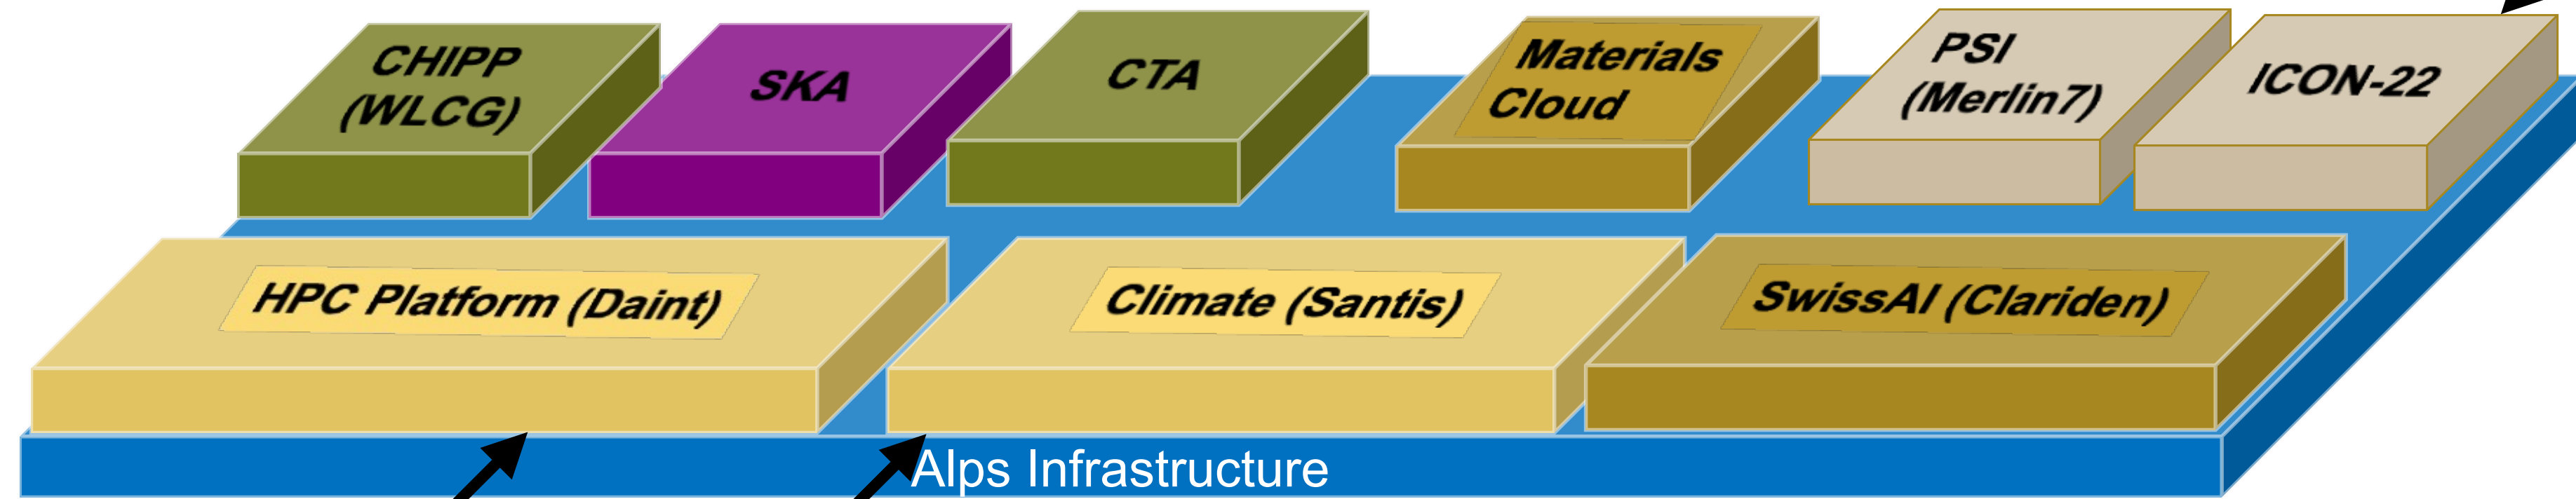 CHIPP
(WLCG)
SKA
CTA
Materials
Cloud
PSI
(Merlin7)
ICON-22
HPC Platform (Daint)
Climate (Santis)
SwissAI (Clariden)
Alps Infrastructure